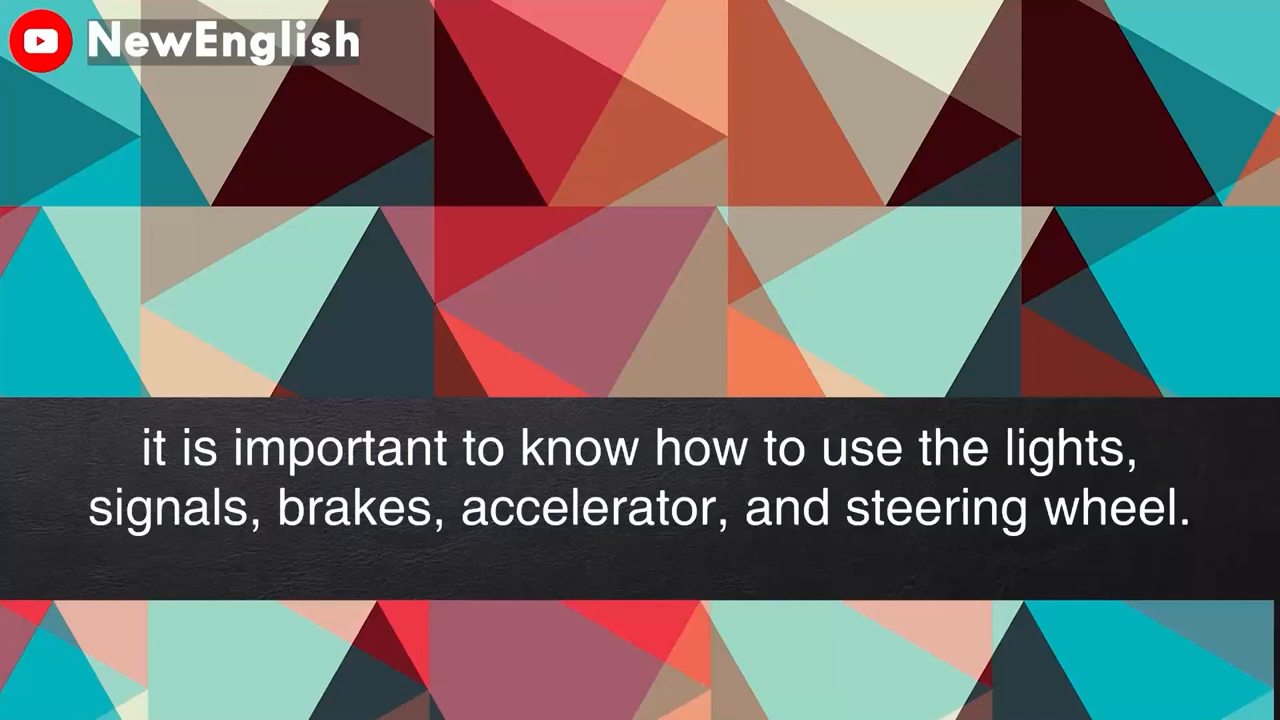 NewEnglish
it is important to know how to use the lights,
signals, brakes, accelerator, and steering wheel.